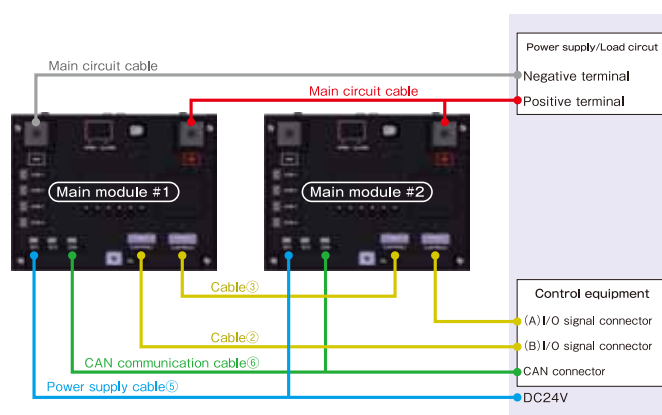 Power supply/Load circut
Main circuit cable
Negative terminal
Main circuit cable
Positive terminal
Main module #1
Main module #2
Cable③
Control equipment
(A)I/O signal connector
Cable②
(B)I/O signal connector
CAN communication cable⑥
CAN connector
Power supply cable⑤
DC24V